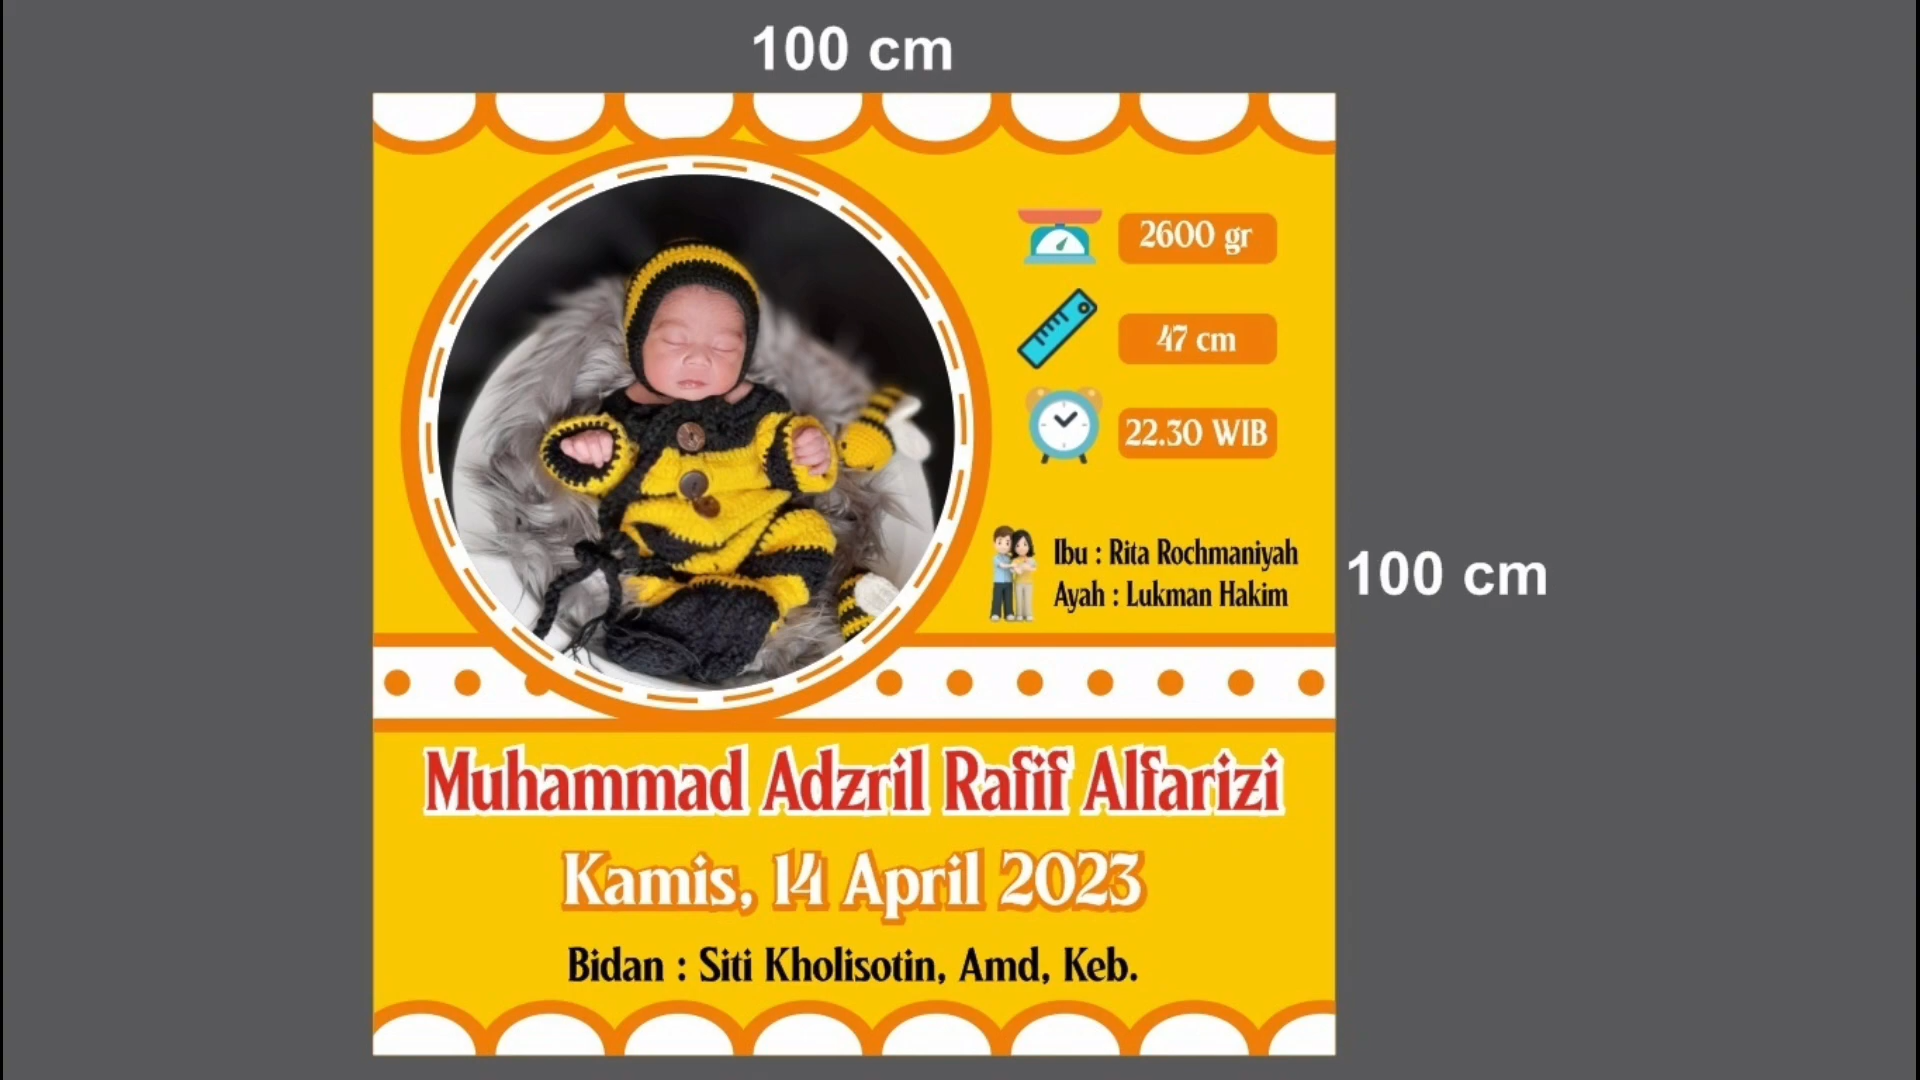 100 cm
2600 gr
47 cm
22.30 WIB
Ibu : Rita Rochmaniyah
Ayah : Lukman Hakim
100 cm
Muhammad Adzril Rafif Alfarizi
Kamis, 14 April 2023
Bidan : Siti Kholisotin, Amd, Keb.